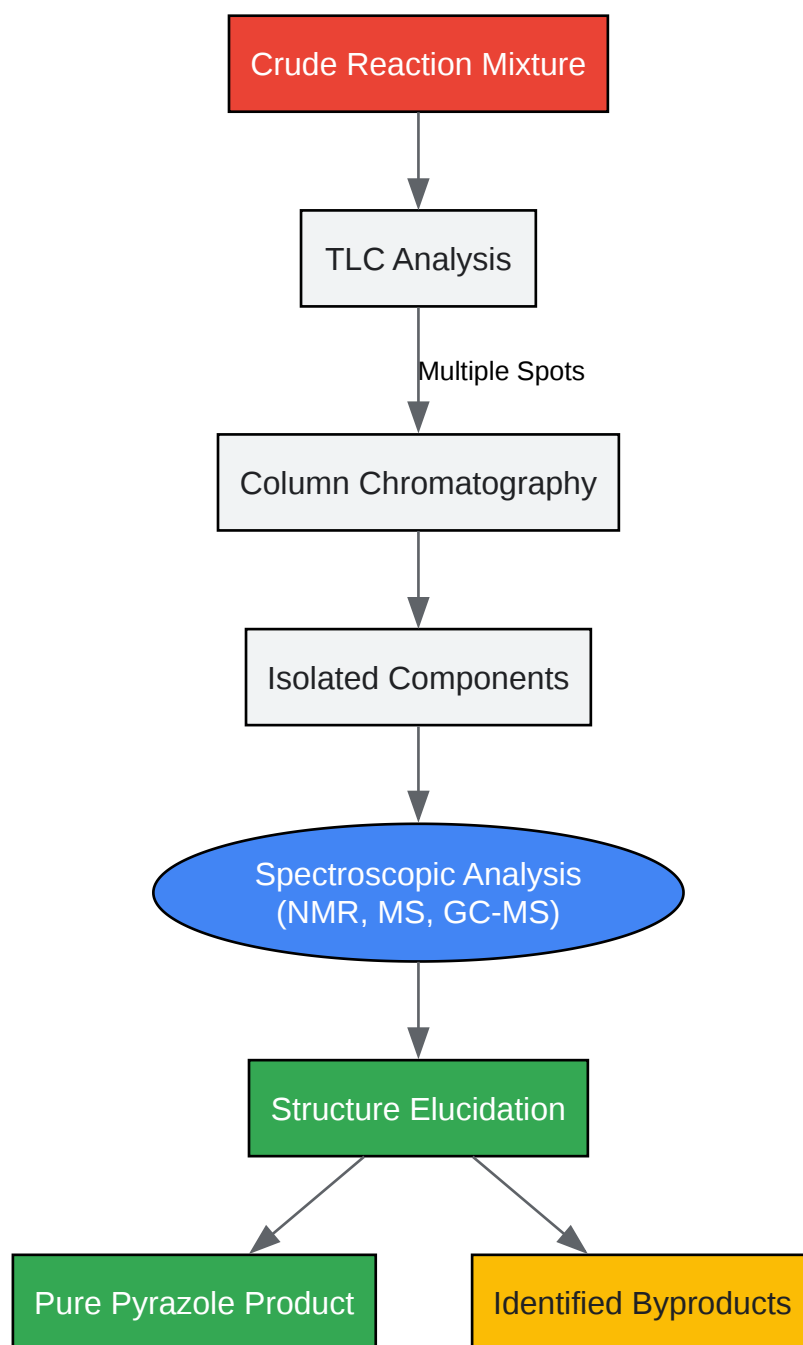 Crude Reaction Mixture
TLC Analysis
Multiple Spots
Column Chromatography
Isolated Components
Spectroscopic Analysis
(NMR, MS, GC-MS)
Structure Elucidation
Pure Pyrazole Product
Identified Byproducts